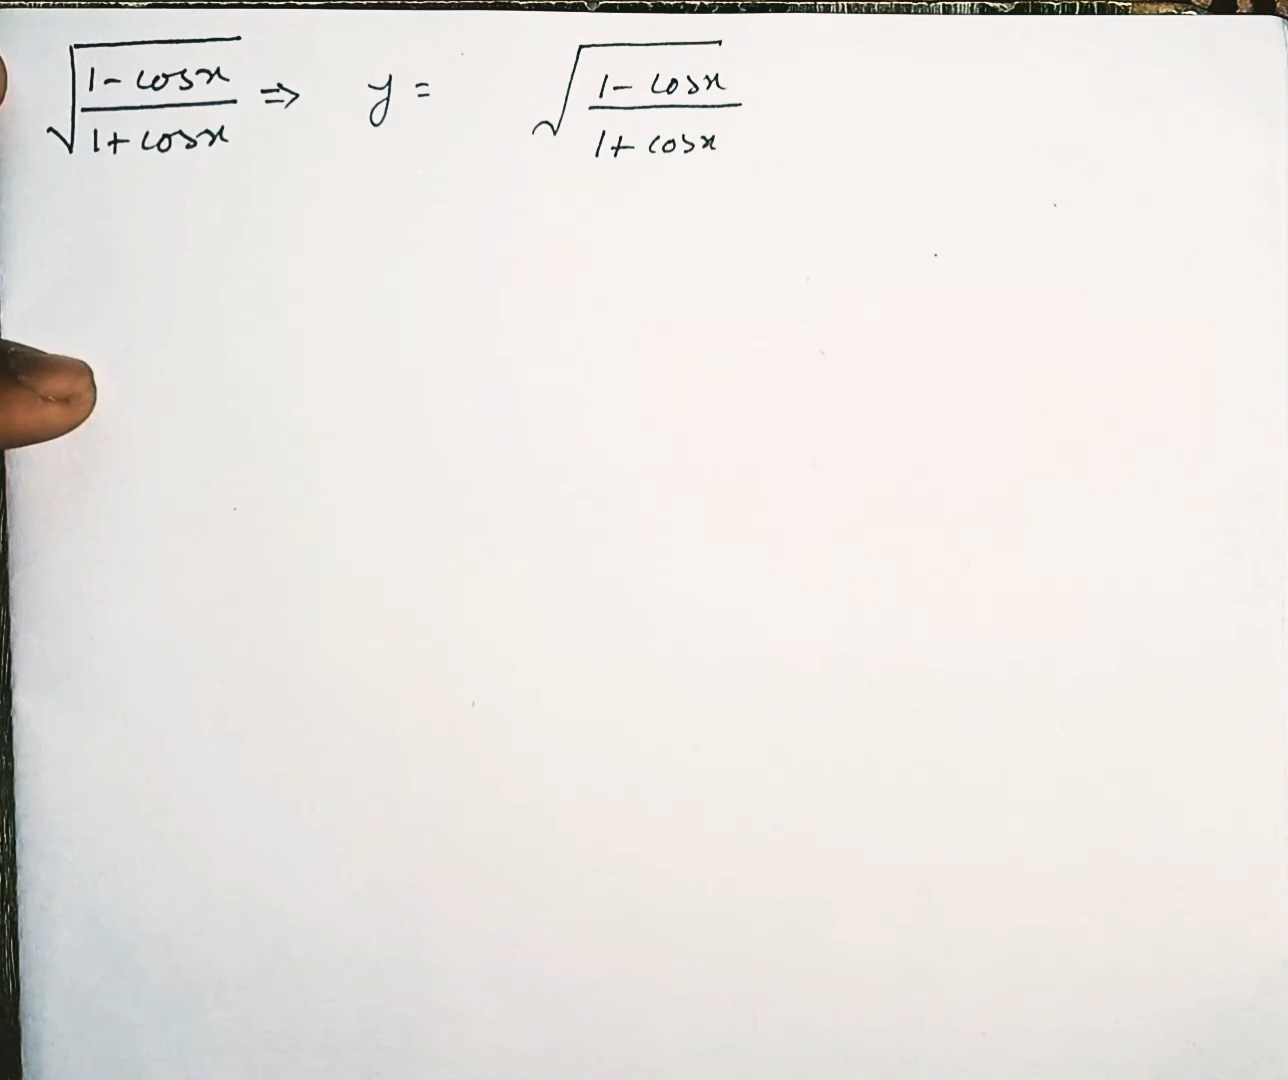 √(1-cosx / 1+cosx) ⇒ y = √(1-cosx / 1+cosx)